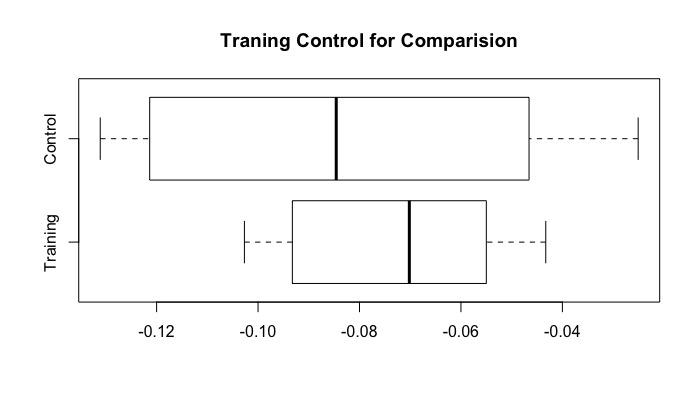 Traning Control for Comparision
Control
Training
-0.12 -0.10 -0.08 -0.06 -0.04